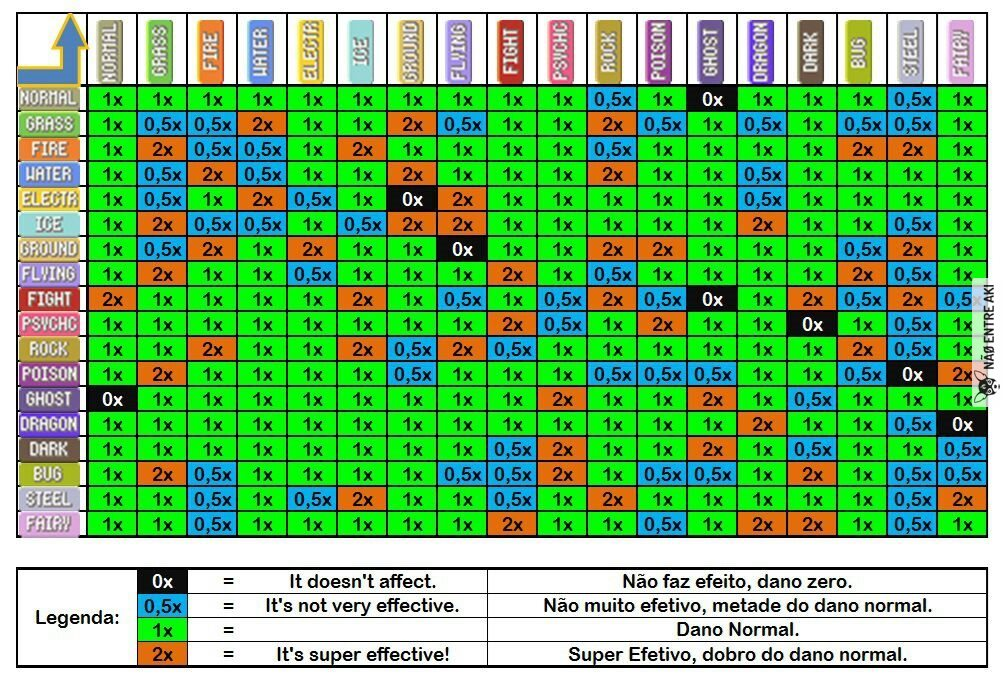 NORMAL GRASS FIRE WATER ELECTR ICE GROUND FLYING FIGHT PSYCHC ROCK POISON GHOST DRAGON DARK BUG STEEL FAIRY
NORMAL 1x 1x 1x 1x 1x 1x 1x 1x 1x 1x 0,5x 1x 0x 1x 1x 1x 0,5x 1x
GRASS 1x 0,5x 0,5x 2x 1x 1x 2x 0,5x 1x 1x 2x 0,5x 1x 0,5x 1x 0,5x 0,5x 1x
FIRE 1x 2x 0,5x 0,5x 1x 2x 1x 1x 1x 1x 0,5x 1x 1x 1x 1x 2x 2x 1x
WATER 1x 0,5x 2x 0,5x 1x 1x 2x 1x 1x 1x 2x 1x 1x 0,5x 1x 1x 1x 1x
ELECTR 1x 0,5x 1x 2x 0,5x 1x 0x 2x 1x 1x 1x 1x 1x 0,5x 1x 1x 1x 1x
ICE 1x 2x 0,5x 0,5x 1x 0,5x 2x 2x 1x 1x 1x 1x 1x 2x 1x 1x 0,5x 1x
GROUND 1x 0,5x 2x 1x 2x 1x 1x 0x 1x 1x 2x 2x 1x 1x 1x 0,5x 2x 1x
FLYING 1x 2x 1x 1x 0,5x 1x 1x 1x 2x 1x 0,5x 1x 1x 1x 1x 2x 0,5x 1x
FIGHT 2x 1x 1x 1x 1x 2x 1x 0,5x 1x 0,5x 2x 0,5x 0x 1x 2x 0,5x 2x 0,5x
PSYCHC 1x 1x 1x 1x 1x 1x 1x 1x 2x 0,5x 1x 2x 1x 1x 0x 1x 0,5x 1x
ROCK 1x 1x 2x 1x 1x 2x 0,5x 2x 0,5x 1x 1x 1x 1x 1x 1x 2x 0,5x 1x
POISON 1x 2x 1x 1x 1x 1x 0,5x 1x 1x 1x 0,5x 0,5x 0,5x 1x 1x 0,5x 0x 2x
GHOST 0x 1x 1x 1x 1x 1x 1x 1x 1x 2x 1x 1x 2x 1x 0,5x 1x 1x 1x
DRAGON 1x 1x 1x 1x 1x 1x 1x 1x 1x 1x 1x 1x 1x 2x 1x 1x 0,5x 0x
DARK 1x 1x 1x 1x 1x 1x 1x 1x 0,5x 2x 1x 1x 2x 1x 0,5x 1x 1x 0,5x
BUG 1x 2x 0,5x 1x 1x 1x 1x 0,5x 0,5x 2x 1x 0,5x 0,5x 1x 2x 1x 0,5x 0,5x
STEEL 1x 1x 0,5x 1x 0,5x 2x 1x 1x 0,5x 1x 2x 1x 1x 1x 1x 1x 1x 2x
FAIRY 1x 1x 0,5x 1x 1x 1x 1x 1x 2x 1x 1x 0,5x 1x 2x 2x 1x 0,5x 1x
NÃO ENTRE AKI
Legenda:
0x = It doesn't affect. Não faz efeito, dano zero.
0,5x = It's not very effective. Não muito efetivo, metade do dano normal.
1x = Dano Normal.
2x = It's super effective! Super Efetivo, dobro do dano normal.